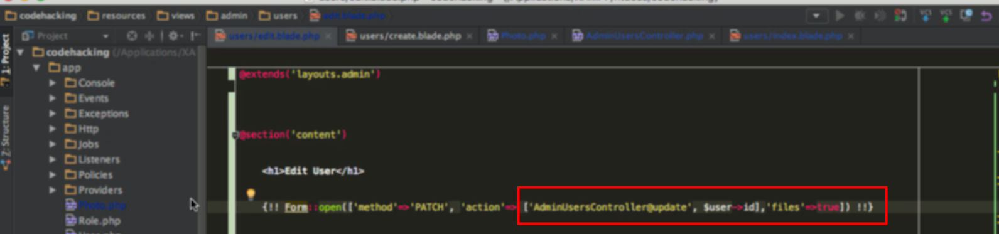 codehacking resources views admin users edit.blade.php
VCS VCS
1: Project
Project
users/edit.blade.php users/create.blade.php Photo.php AdminUsersController.php users/index.blade.php
codehacking (/Applications/XA
app
Console
Events
Exceptions
Http
Jobs
Listeners
Policies
Providers
Photo.php
Role.php
Z: Structure
@extends('layouts.admin')
@section('content')
<h1>Edit User</h1>
{!! Form::open(['method'=>'PATCH', 'action'=> ['AdminUsersController@update', $user->id],'files'=>true]) !!}